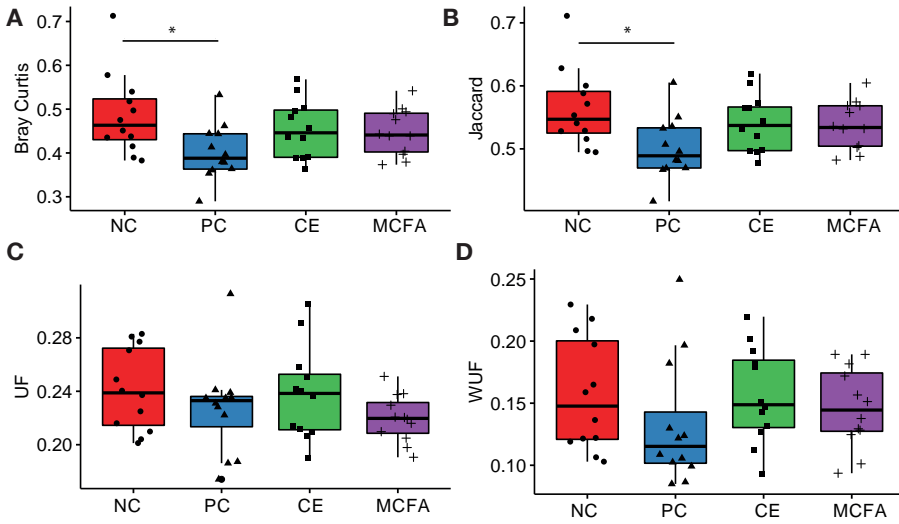 A
Bray Curtis
0.7
0.6
0.5
0.4
0.3
*
NC PC CE MCFA
B
Jaccard
0.7
0.6
0.5
*
NC PC CE MCFA
C
UF
0.28
0.24
0.20
NC PC CE MCFA
D
WUF
0.25
0.20
0.15
0.10
NC PC CE MCFA